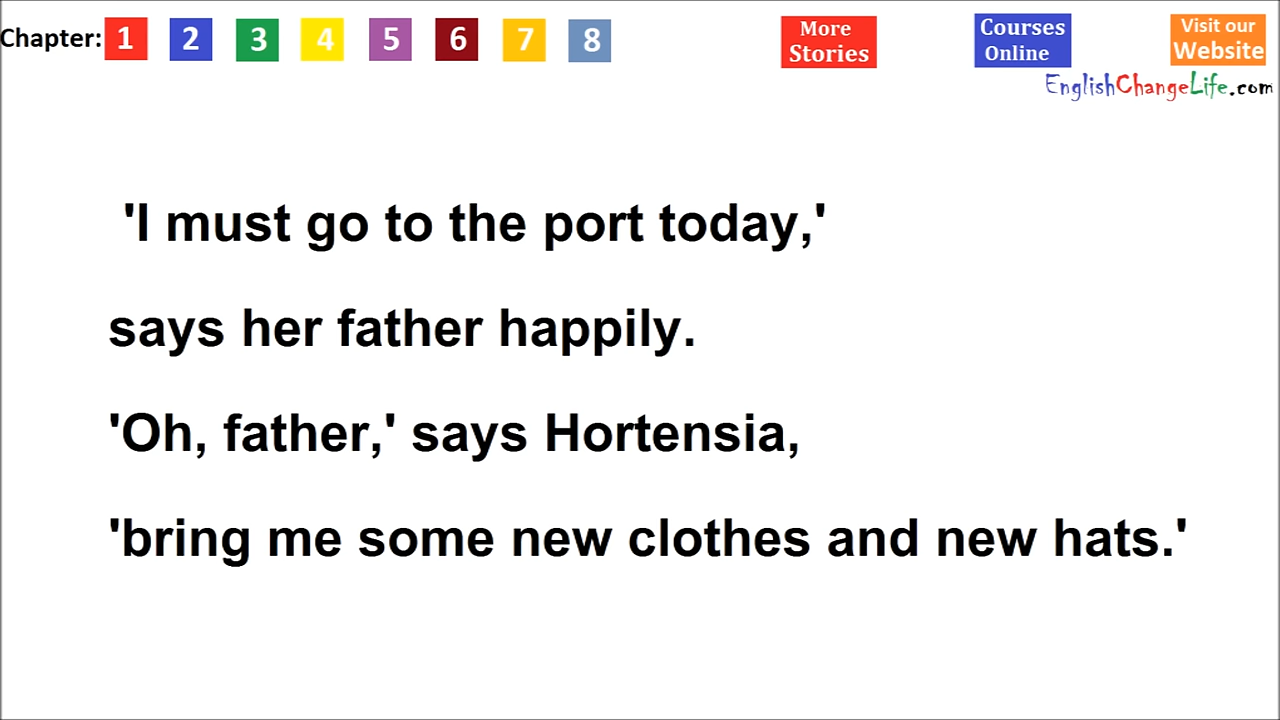 Chapter: 1 2 3 4 5 6 7 8
More
Stories
Courses
Online
Visit our
Website
EnglishChangeLife.com
'I must go to the port today,'
says her father happily.
'Oh, father,' says Hortensia,
'bring me some new clothes and new hats.'